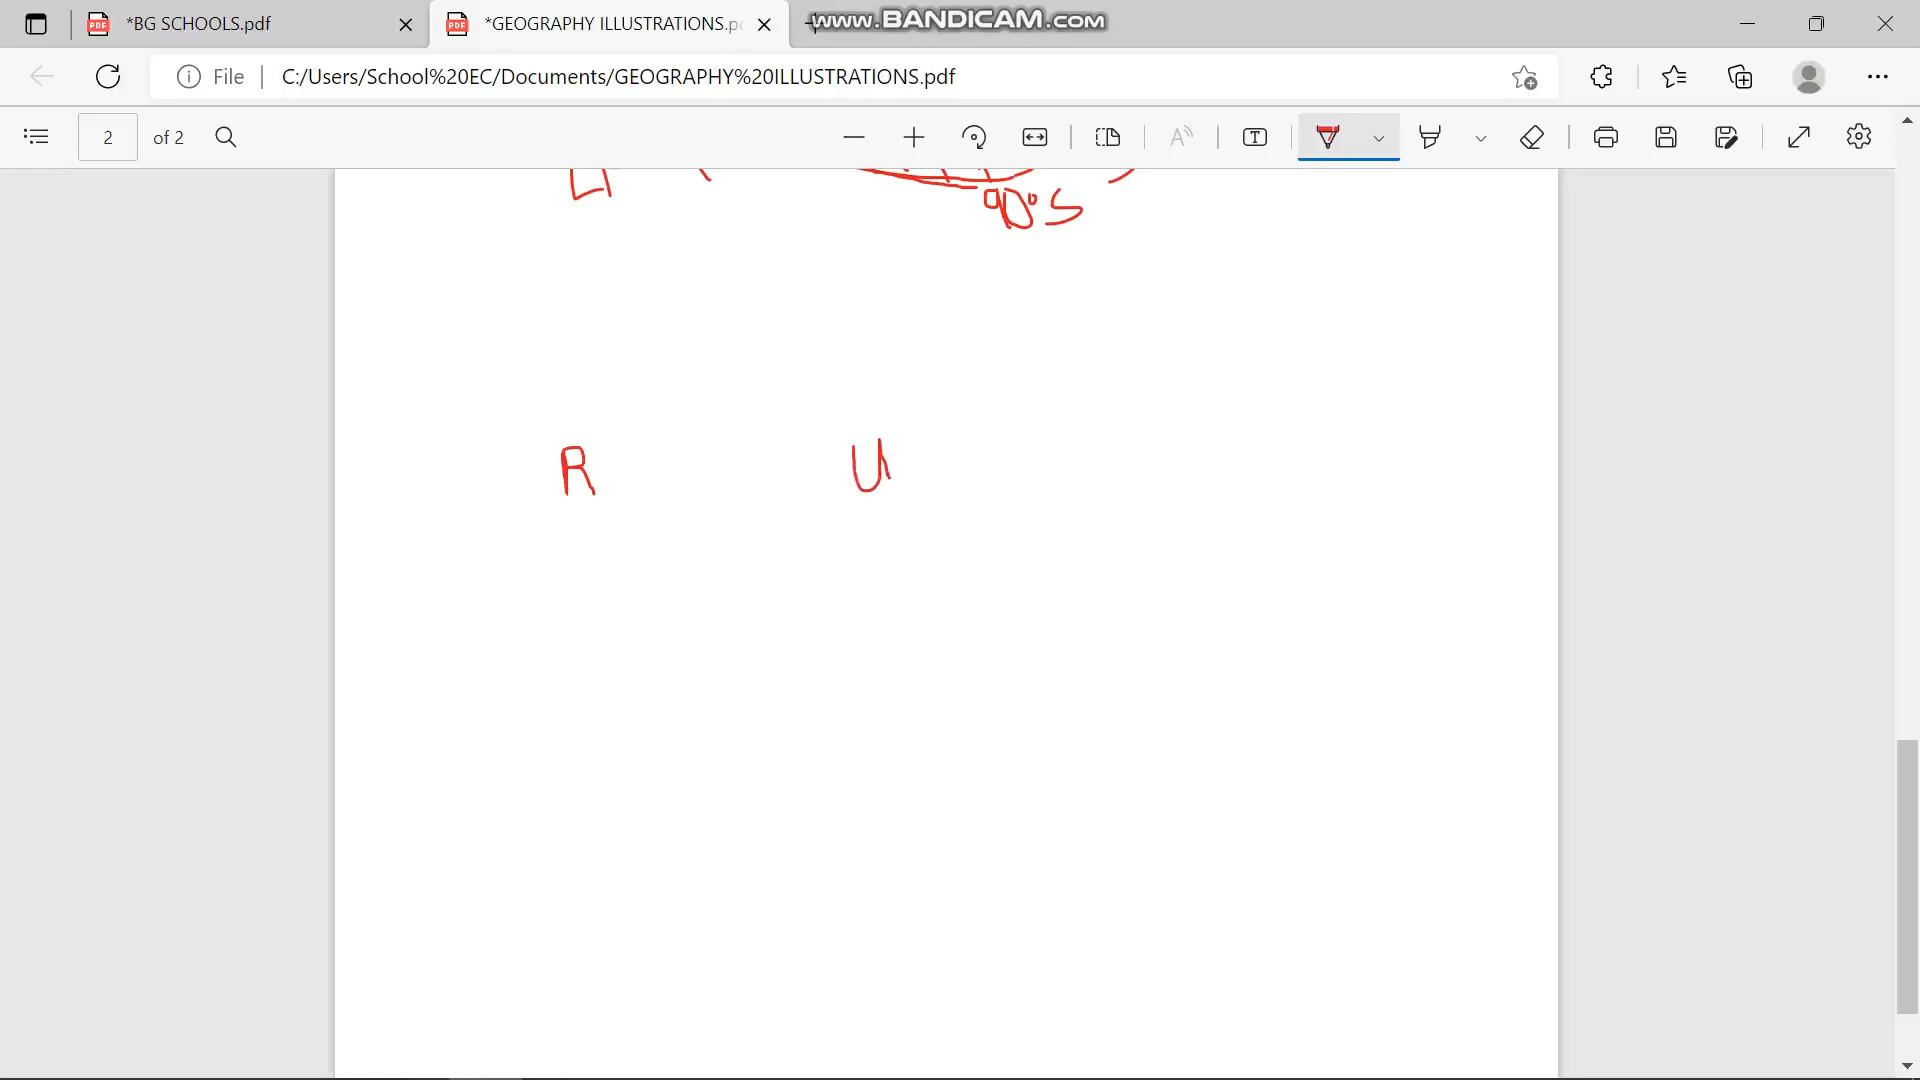 *BG SCHOOLS.pdf
*GEOGRAPHY ILLUSTRATIONS.p
www.BANDICAM.com
File
C:/Users/School%20EC/Documents/GEOGRAPHY%20ILLUSTRATIONS.pdf
2 of 2
90°S
R U